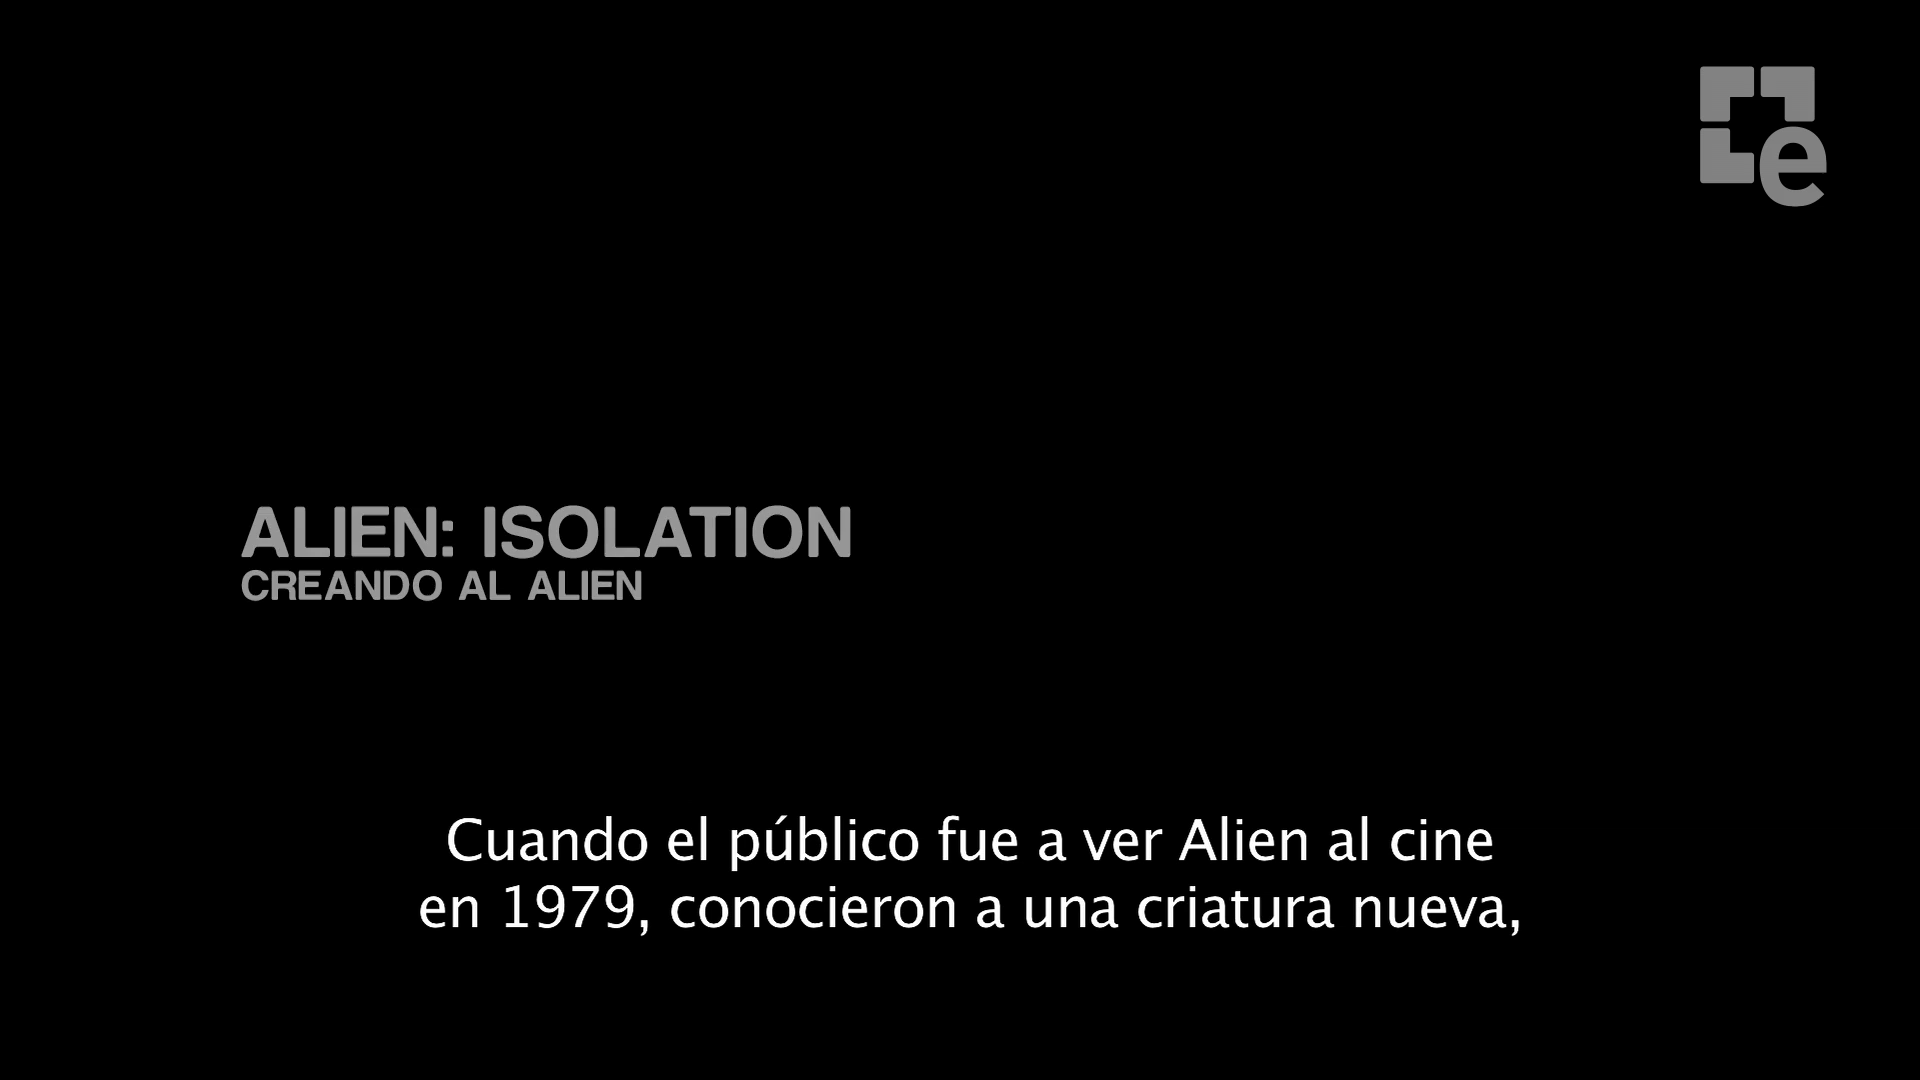 e
ALIEN: ISOLATION
CREANDO AL ALIEN
Cuando el público fue a ver Alien al cine
en 1979, conocieron a una criatura nueva,